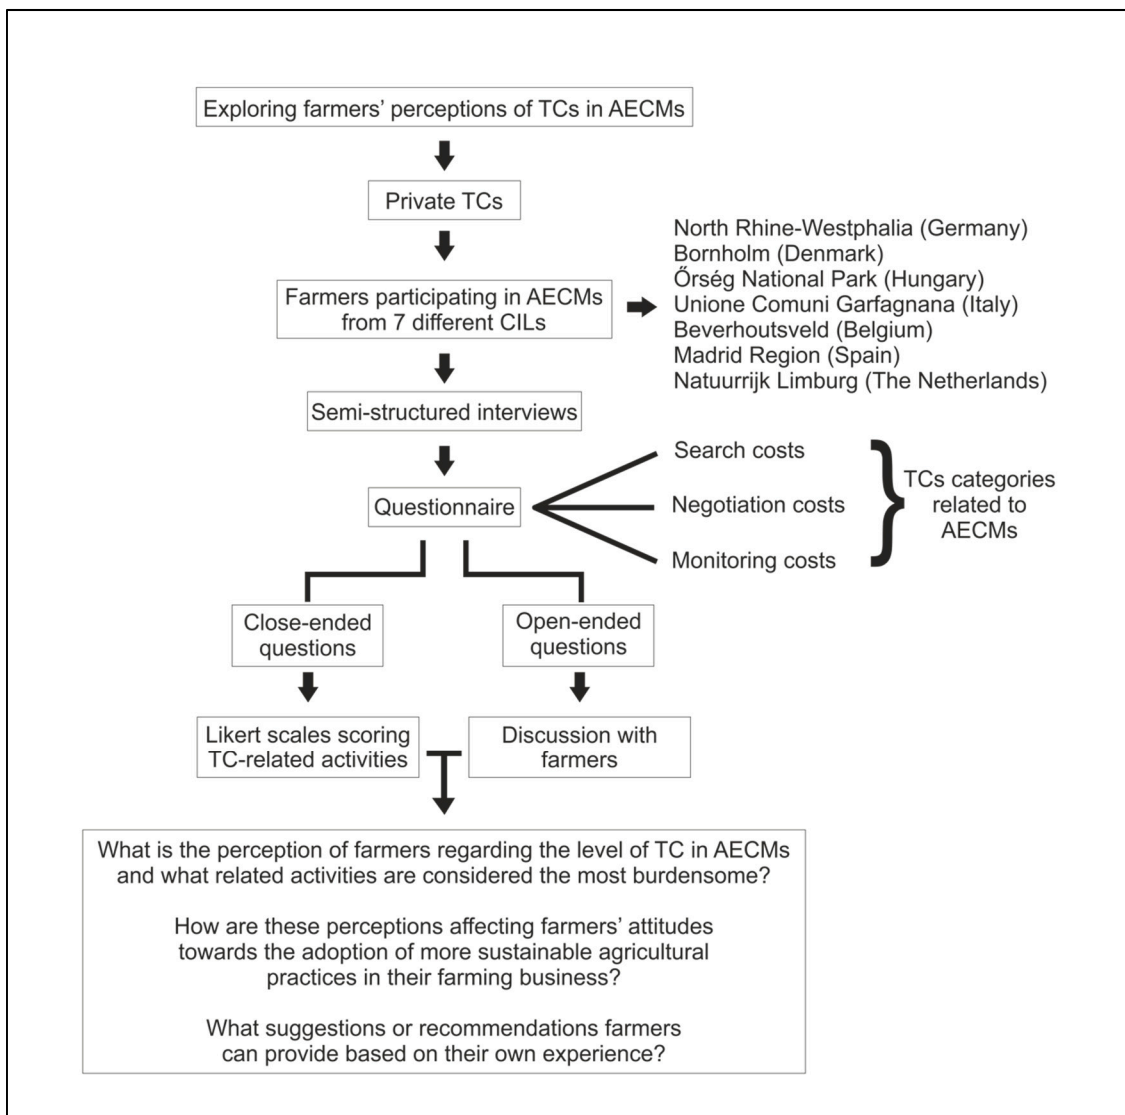 Exploring farmers’ perceptions of TCs in AECMs
Private TCs
Farmers participating in AECMs
from 7 different CILs
North Rhine-Westphalia (Germany)
Bornholm (Denmark)
Őrség National Park (Hungary)
Unione Comuni Garfagnana (Italy)
Beverhoutsveld (Belgium)
Madrid Region (Spain)
Natuurrijk Limburg (The Netherlands)
Semi-structured interviews
Questionnaire
Search costs
Negotiation costs
Monitoring costs
TCs categories
related to
AECMs
Close-ended
questions
Open-ended
questions
Likert scales scoring
TC-related activities
Discussion with
farmers
What is the perception of farmers regarding the level of TC in AECMs
and what related activities are considered the most burdensome?
How are these perceptions affecting farmers’ attitudes
towards the adoption of more sustainable agricultural
practices in their farming business?
What suggestions or recommendations farmers
can provide based on their own experience?